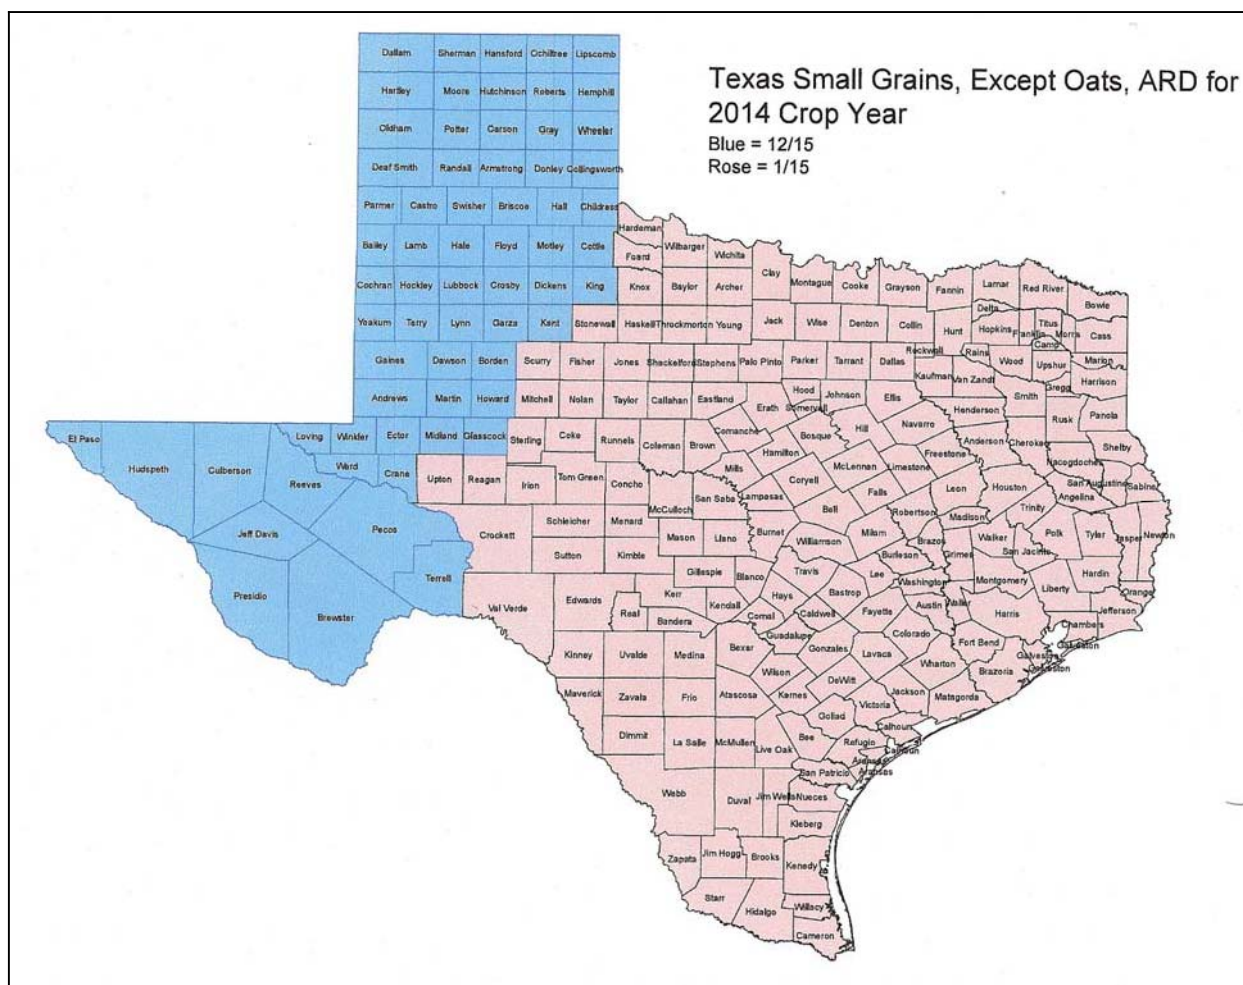 Texas Small Grains, Except Oats, ARD for
2014 Crop Year
Blue = 12/15
Rose = 1/15
Dallam Sherman Hansford Ochiltree Lipscomb
Hartley Moore Hutchinson Roberts Hemphill
Oldham Potter Carson Gray Wheeler
Deaf Smith Randall Armstrong Donley Collingsworth
Parmer Castro Swisher Briscoe Hall Childress
Hardeman
Bailey Lamb Hale Floyd Motley Cottle
Foard Wilbarger Wichita
Clay Montague Cooke Grayson Fannin Lamar Red River Bowie
Cochran Hockley Lubbock Crosby Dickens King Knox Baylor Archer
Delta
Yoakum Terry Lynn Garza Kent Stonewall Haskell Throckmorton Young Jack Wise Denton Collin Hunt Hopkins Franklin Titus Morris Cass
Rockwall Rains Camp
Gaines Dawson Borden Scurry Fisher Jones Shackelford Stephens Palo Pinto Parker Tarrant Dallas Kaufman Van Zandt Wood Upshur Marion
Gregg Harrison
Andrews Martin Howard Mitchell Nolan Taylor Callahan Eastland Erath Hood Somervell Johnson Ellis Henderson Smith Rusk Panola
El Paso Hudspeth Culberson Loving Winkler Ector Midland Glasscock Sterling Coke Runnels Coleman Brown Comanche Hamilton Bosque Hill Navarro Anderson Cherokee Shelby
Reeves Ward Crane Upton Reagan Irion Tom Green Concho McCulloch San Saba Mills Lampasas Coryell McLennan Limestone Freestone Nacogdoches San Augustine Sabine
Jeff Davis Pecos Crockett Schleicher Menard Mason Llano Burnet Bell Falls Robertson Leon Houston Angelina Trinity
Madison Walker San Jacinto Polk Tyler Jasper Newton
Sutton Kimble Williamson Milam Brazos Grimes
Presidio Brewster Terrell Gillespie Blanco Travis Lee Burleson Washington Montgomery Liberty Hardin Orange
Val Verde Edwards Real Kerr Bandera Kendall Comal Hays Caldwell Bastrop Fayette Austin Waller Harris Chambers Jefferson
Kinney Uvalde Medina Bexar Guadalupe Gonzales Lavaca Colorado Fort Bend Galveston Galveston Galveston
Wilson Wharton Brazoria
Maverick Zavala Frio Atascosa Karnes DeWitt Victoria Jackson Matagorda
Dimmit La Salle McMullen Live Oak Bee Goliad Refugio Calhoun
Calhoun
Aransas
San Patricio Aransas
Webb Duval Jim Wells Nueces
Kleberg
Zapata Jim Hogg Brooks Kenedy
Starr Hidalgo Willacy
Cameron